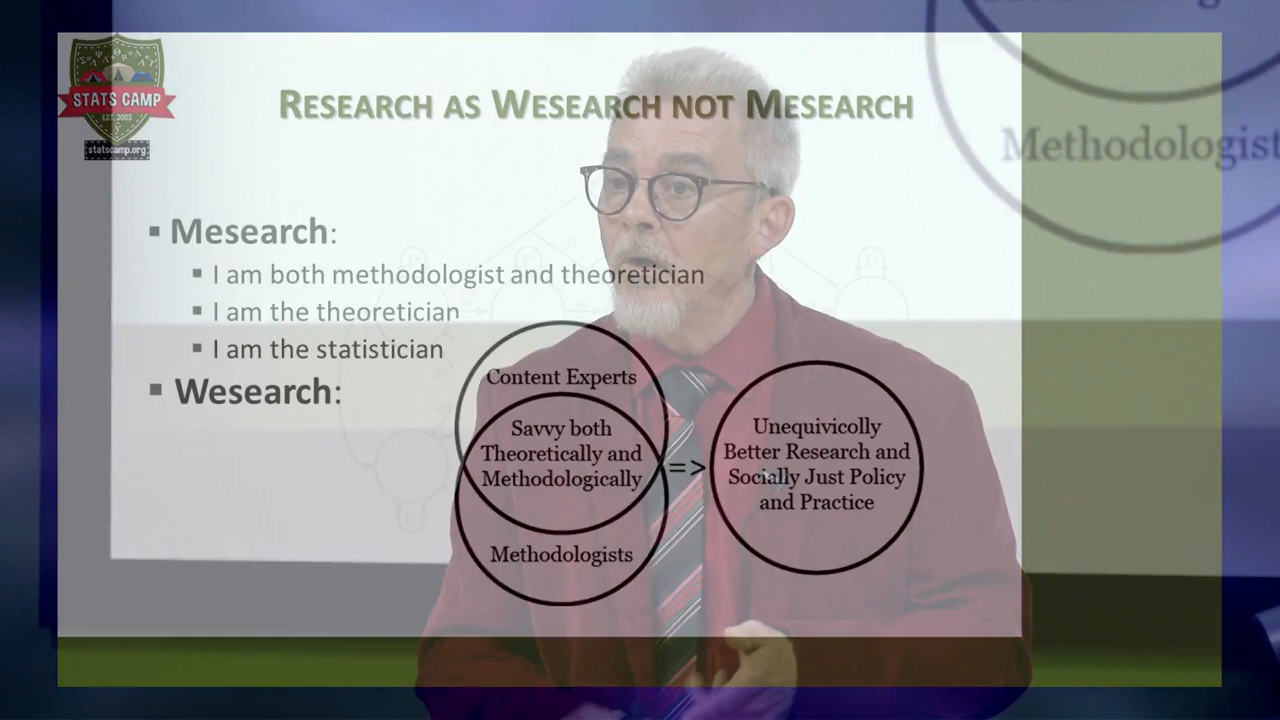 STATS CAMP
EST. 2003
statscamp.org
RESEARCH AS WESEARCH NOT MESEARCH
▪ Mesearch:
▪ I am both methodologist and theoretician
▪ I am the theoretician
▪ I am the statistician
▪ Wesearch:
Content Experts
Savvy both
Theoretically and
Methodologically
Methodologists
=>
Unequivicolly
Better Research and
Socially Just Policy
and Practice
Methodologist